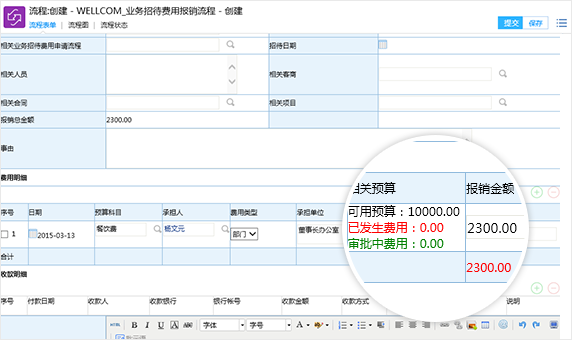 流程:创建 - WELLCOM_业务招待费用报销流程 - 创建
流程表单 流程图 流程状态
提交 保存
相关业务招待费用申请流程 招待日期
相关人员 相关客商
相关合同 相关项目
报销总金额 2300.00
事由
费用明细
序号 日期 预算科目 承担人 费用类型 承担单位 相关预算 报销金额
1 2015-03-13 餐饮费 杨文元 部门 董事长办公室 可用预算：10000.00 2300.00
已发生费用：0.00
审批中费用：0.00
合计 2300.00
收款明细
序号 付款日期 收款人 收款银行 银行帐号 收款金额 收款方式 说明
HTML B I U A ABC 字体 字号